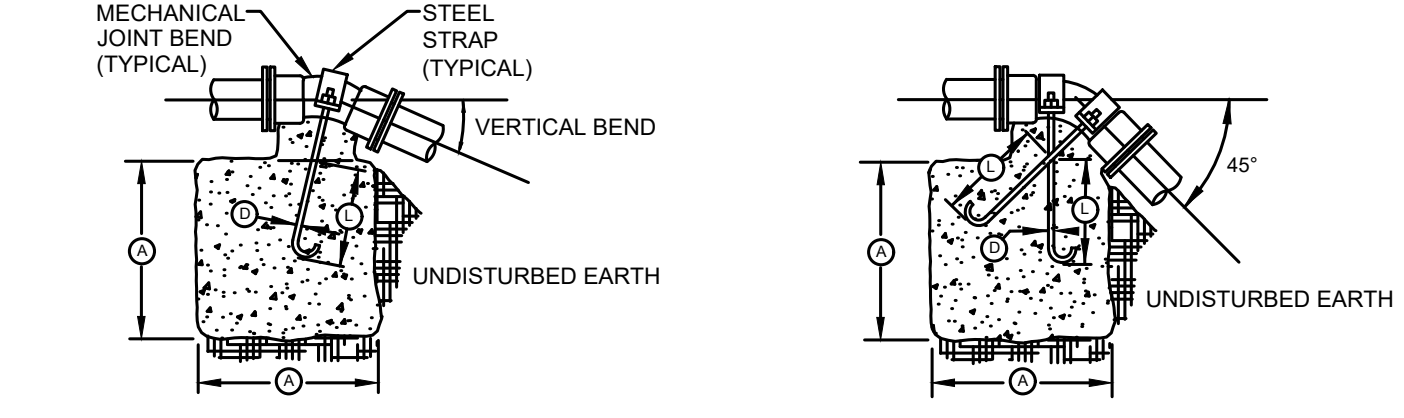 MECHANICAL
JOINT BEND
(TYPICAL)
STEEL
STRAP
(TYPICAL)
VERTICAL BEND
D
L
A
UNDISTURBED EARTH
A
45°
L
L
D
A
UNDISTURBED EARTH
A